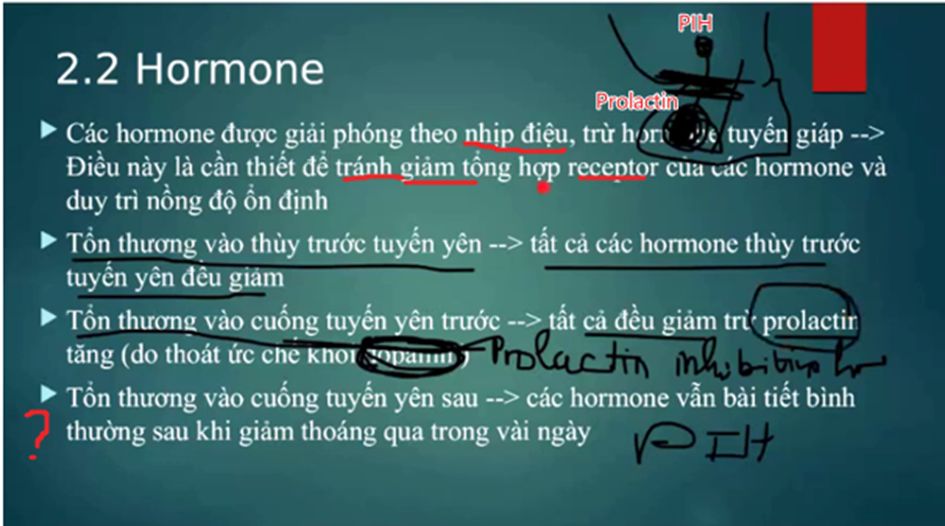 PIH
2.2 Hormone
Prolactin
Các hormone được giải phóng theo nhịp điệu, trừ hormone tuyến giáp -->
Điều này là cần thiết để tránh giảm tổng hợp receptor của các hormone và
duy trì nồng độ ổn định
Tổn thương vào thùy trước tuyến yên --> tất cả các hormone thùy trước
tuyến yên đều giảm
Tổn thương vào cuống tuyến yên trước --> tất cả đều giảm trừ prolactin
tăng (do thoát ức chế khỏi dopamin)
Prolactin
Tổn thương vào cuống tuyến yên sau --> các hormone vẫn bài tiết bình
? thường sau khi giảm thoáng qua trong vài ngày
PIH